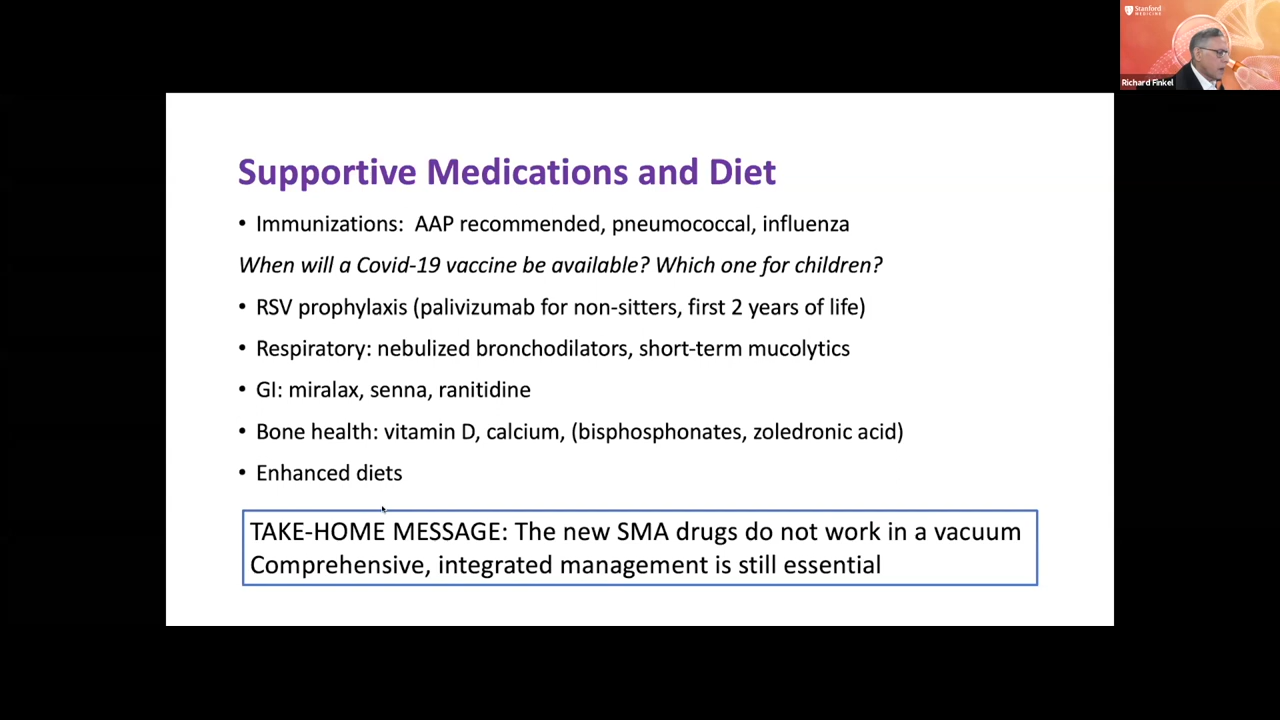 Stanford
MEDICINE
Richard Finkel
Supportive Medications and Diet
• Immunizations:  AAP recommended, pneumococcal, influenza
When will a Covid-19 vaccine be available? Which one for children?
• RSV prophylaxis (palivizumab for non-sitters, first 2 years of life)
• Respiratory: nebulized bronchodilators, short-term mucolytics
• GI: miralax, senna, ranitidine
• Bone health: vitamin D, calcium, (bisphosphonates, zoledronic acid)
• Enhanced diets
TAKE-HOME MESSAGE: The new SMA drugs do not work in a vacuum
Comprehensive, integrated management is still essential